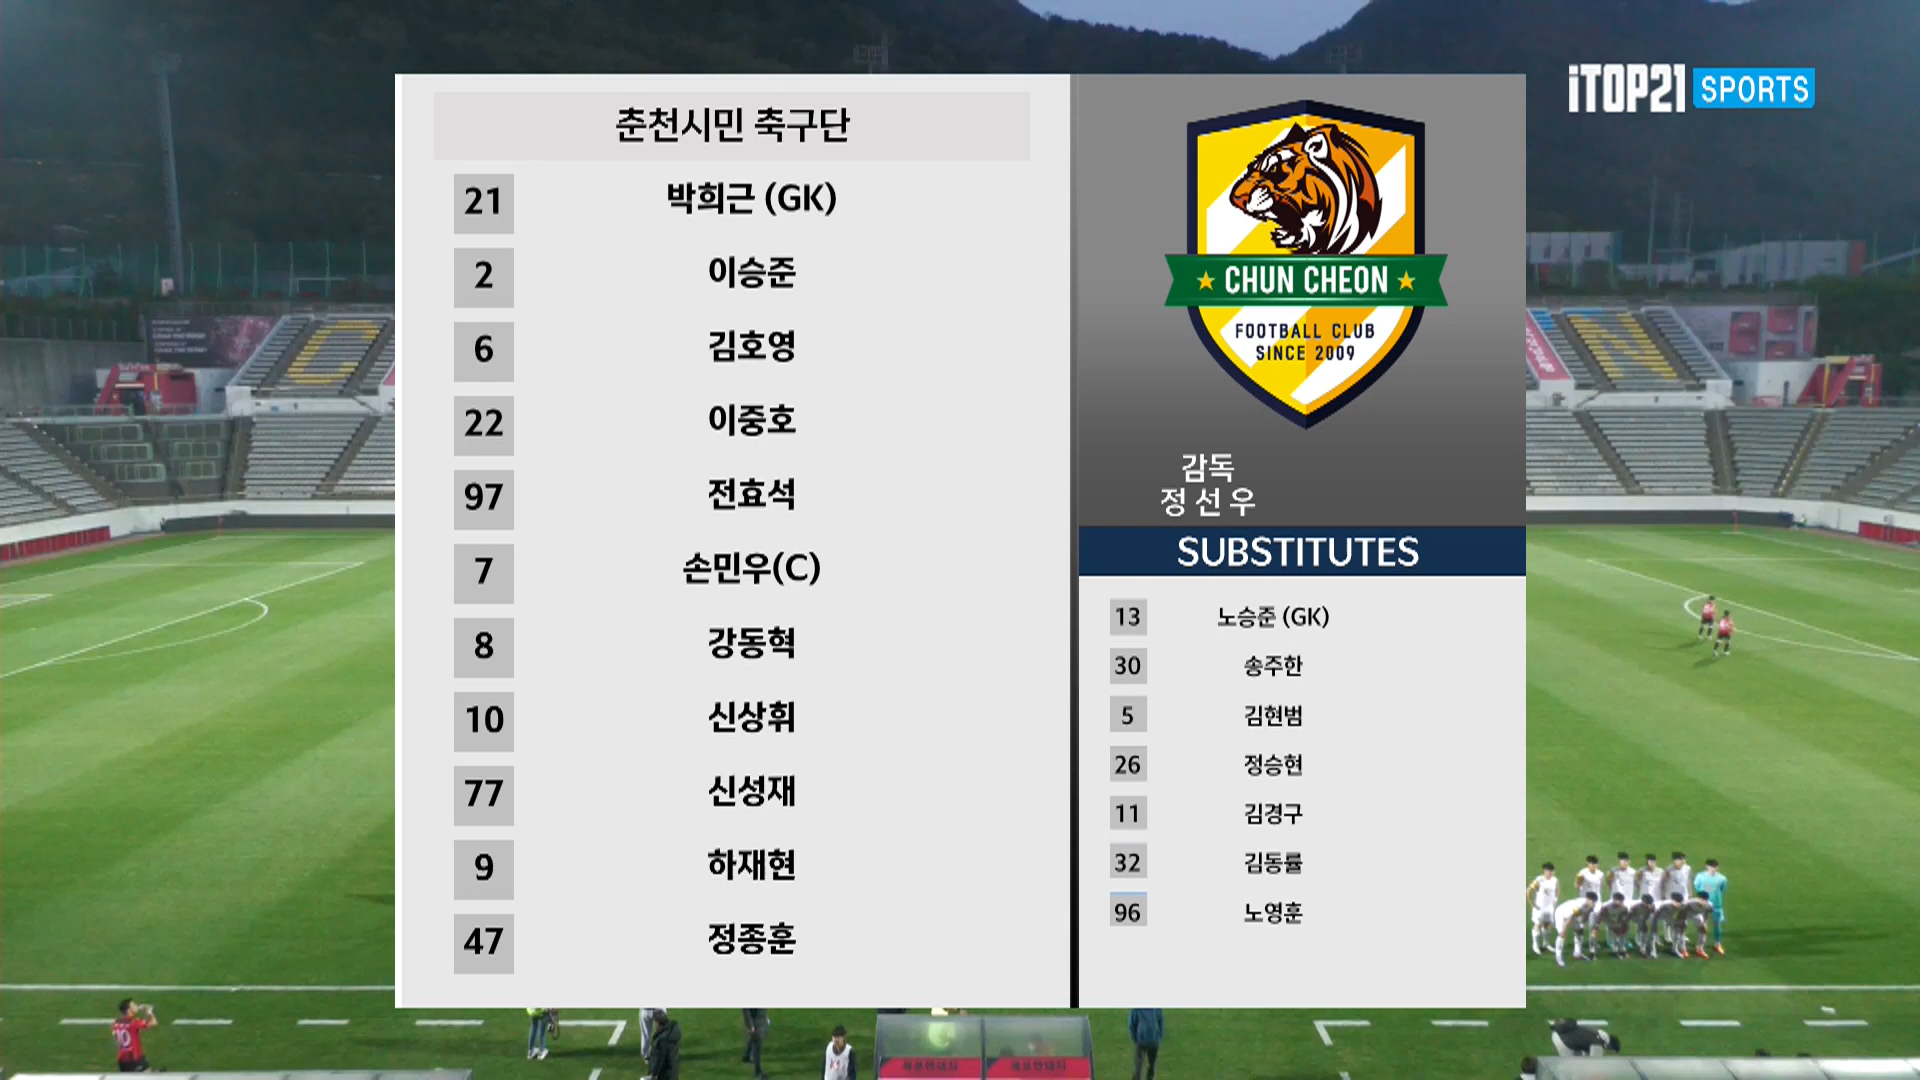 iTOP21 SPORTS
춘천시민 축구단
21 박희근 (GK)
2 이승준
6 김호영
22 이중호
97 전효석
7 손민우(C)
8 강동혁
10 신상휘
77 신성재
9 하재현
47 정종훈
CHUN CHEON
FOOTBALL CLUB
SINCE 2009
감독
정 선 우
SUBSTITUTES
13 노승준 (GK)
30 송주한
5 김현범
26 정승현
11 김경구
32 김동률
96 노영훈
C
N
10